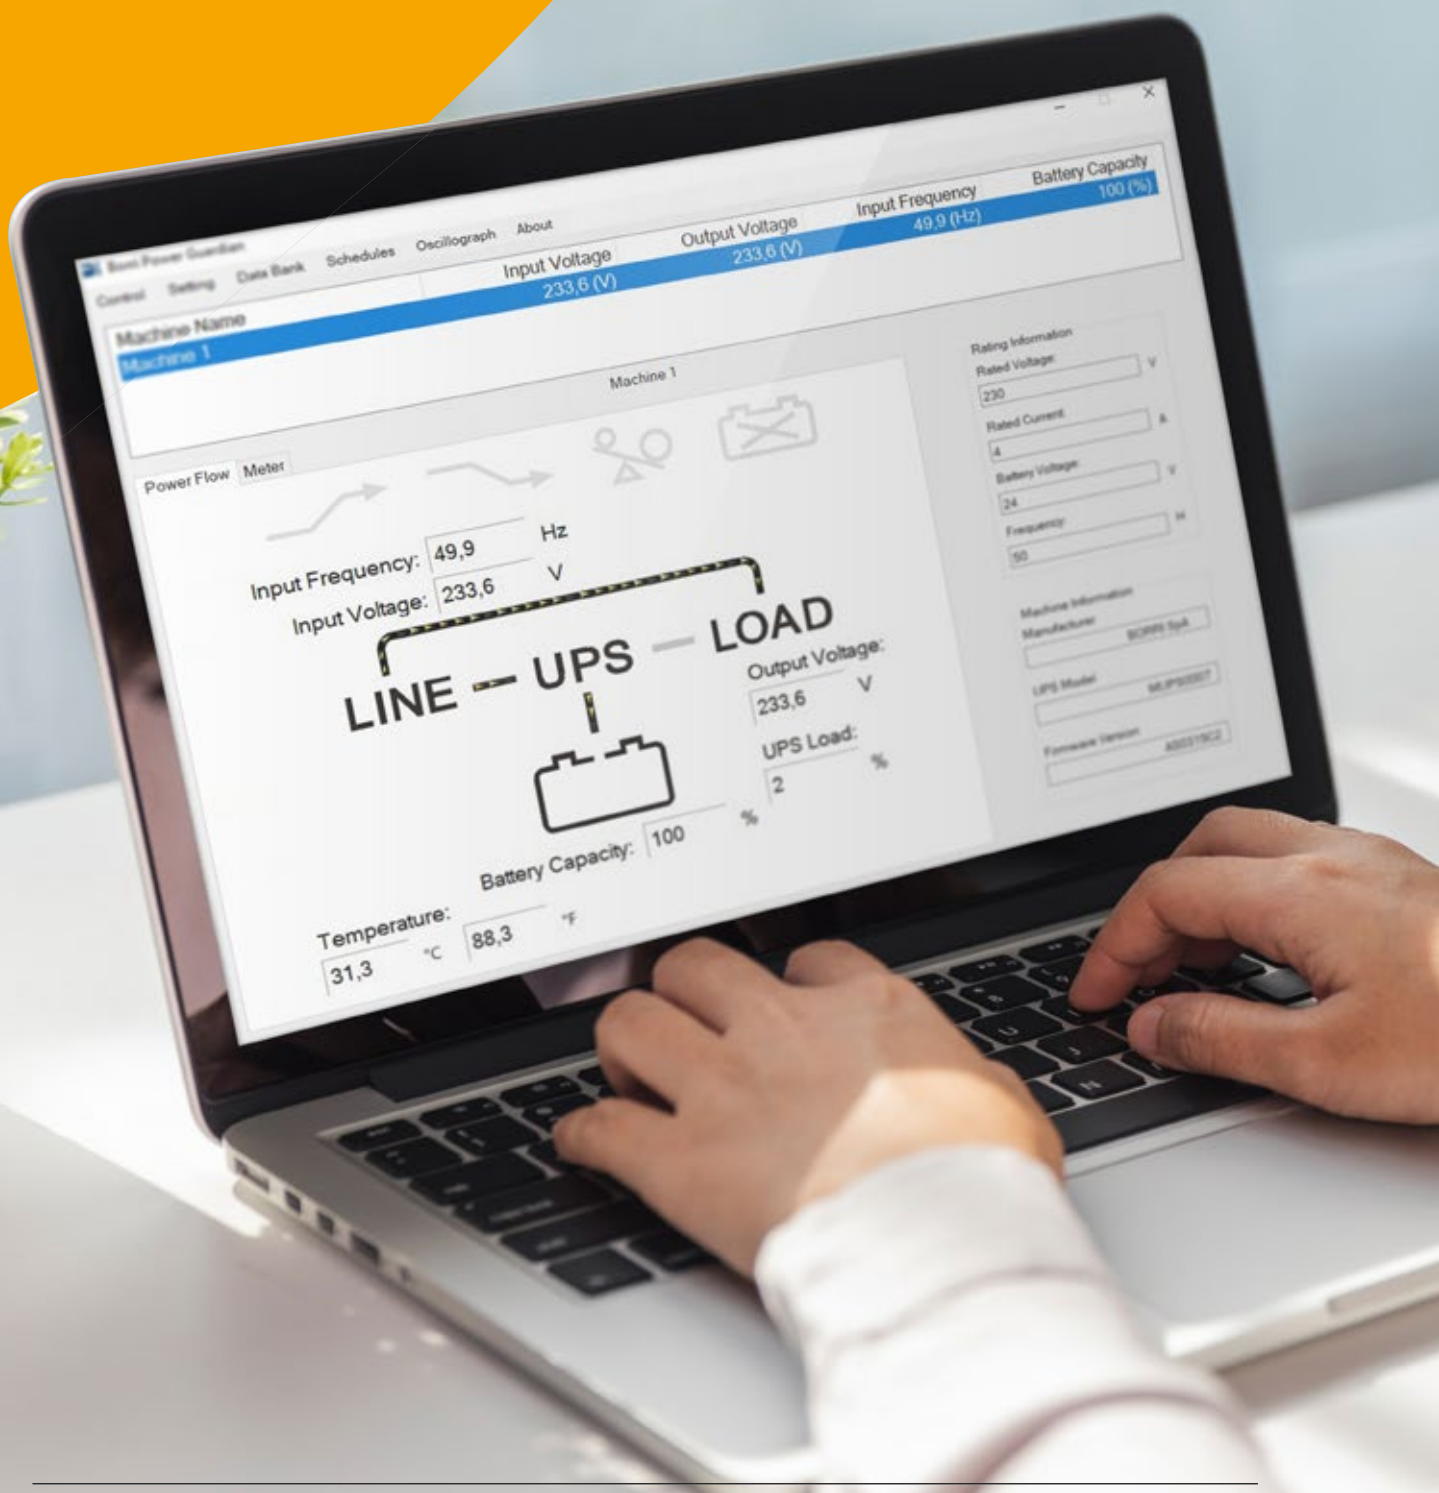 Borri Power Guardian
Control Setting Data Bank Schedules Oscillograph About
Machine Name Input Voltage Output Voltage Input Frequency Battery Capacity
Machine 1 233,6 (V) 233,6 (V) 49,9 (Hz) 100 (%)
Machine 1
Power Flow Meter
Input Frequency: 49,9 Hz
Input Voltage: 233,6 V
LINE UPS LOAD
Output Voltage:
233,6 V
UPS Load:
2 %
Battery Capacity: 100 %
Temperature:
31,3 °C 88,3 °F
Rating Information
Rated Voltage:
230 V
Rated Current:
4 A
Battery Voltage:
24 V
Frequency:
50 H
Machine Information
Manufacturer
BORRI SpA
UPS Model
Firmware Version